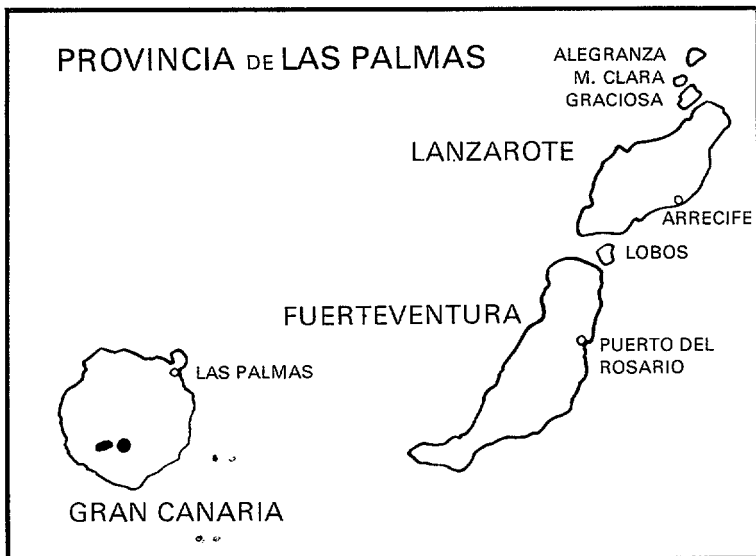 PROVINCIA DE LAS PALMAS
ALEGRANZA
M. CLARA
GRACIOSA
LANZAROTE
ARRECIFE
LOBOS
FUERTEVENTURA
PUERTO DEL
ROSARIO
LAS PALMAS
GRAN CANARIA